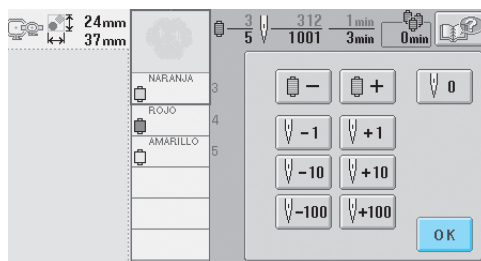 24mm
37mm
3
5
312
1001
1min
3min
0min
NARANJA
3
ROJO
4
AMARILLO
5
−
+
0
−1
+1
−10
+10
−100
+100
OK